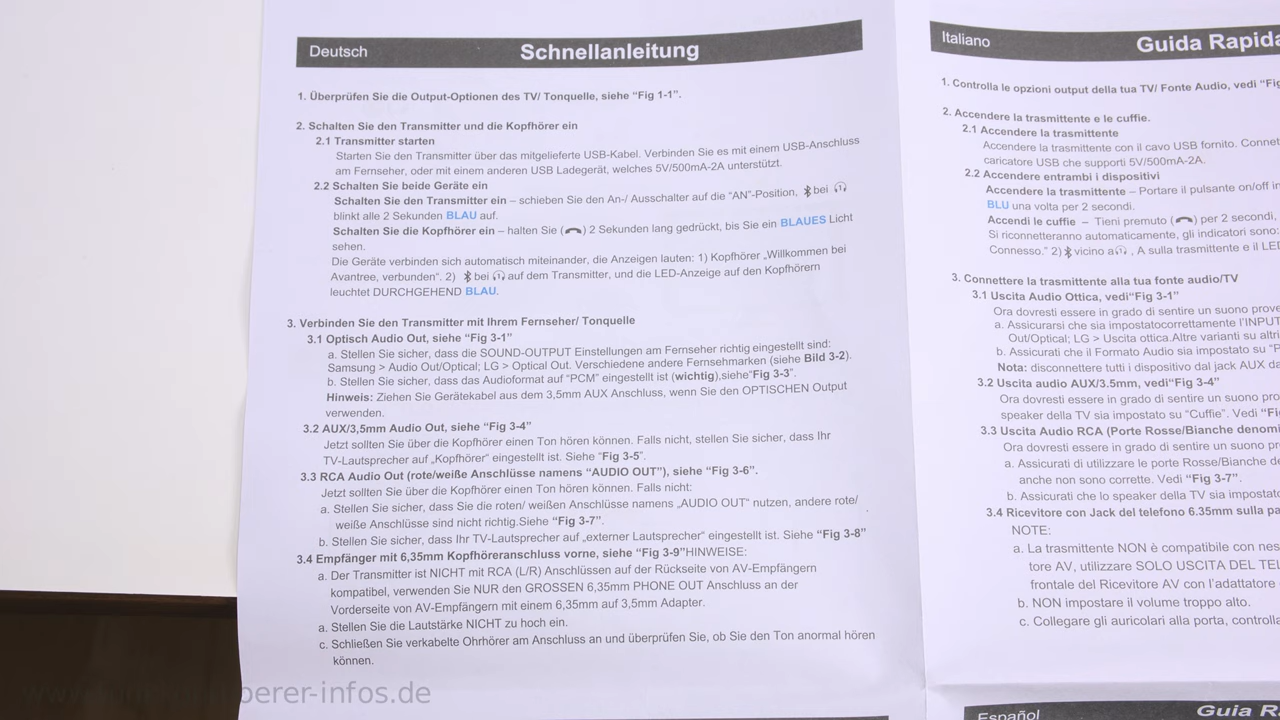 Deutsch Schnellanleitung
1. Überprüfen Sie die Output-Optionen des TV/ Tonquelle, siehe “Fig 1-1”.
2. Schalten Sie den Transmitter und die Kopfhörer ein
2.1 Transmitter starten
Starten Sie den Transmitter über das mitgelieferte USB-Kabel. Verbinden Sie es mit einem USB-Anschluss
am Fernseher, oder mit einem anderen USB Ladegerät, welches 5V/500mA-2A unterstützt.
2.2 Schalten Sie beide Geräte ein
Schalten Sie den Transmitter ein – schieben Sie den An-/ Ausschalter auf die “AN”-Position, bei
blinkt alle 2 Sekunden BLAU auf.
Schalten Sie die Kopfhörer ein – halten Sie ( ) 2 Sekunden lang gedrückt, bis Sie ein BLAUES Licht
sehen.
Die Geräte verbinden sich automatisch miteinander, die Anzeigen lauten: 1) Kopfhörer „Willkommen bei
Avantree, verbunden“. 2) bei auf dem Transmitter, und die LED-Anzeige auf den Kopfhörern
leuchtet DURCHGEHEND BLAU.
3. Verbinden Sie den Transmitter mit Ihrem Fernseher/ Tonquelle
3.1 Optisch Audio Out, siehe “Fig 3-1”
a. Stellen Sie sicher, dass die SOUND-OUTPUT Einstellungen am Fernseher richtig eingestellt sind:
Samsung > Audio Out/Optical; LG > Optical Out. Verschiedene andere Fernsehmarken (siehe Bild 3-2).
b. Stellen Sie sicher, dass das Audioformat auf “PCM” eingestellt ist (wichtig),siehe“Fig 3-3”.
Hinweis: Ziehen Sie Gerätekabel aus dem 3,5mm AUX Anschluss, wenn Sie den OPTISCHEN Output
verwenden.
3.2 AUX/3,5mm Audio Out, siehe “Fig 3-4”
Jetzt sollten Sie über die Kopfhörer einen Ton hören können. Falls nicht, stellen Sie sicher, dass Ihr
TV-Lautsprecher auf „Kopfhörer“ eingestellt ist. Siehe “Fig 3-5”.
3.3 RCA Audio Out (rote/weiße Anschlüsse namens “AUDIO OUT”), siehe “Fig 3-6”.
Jetzt sollten Sie über die Kopfhörer einen Ton hören können. Falls nicht:
a. Stellen Sie sicher, dass Sie die roten/ weißen Anschlüsse namens „AUDIO OUT“ nutzen, andere rote/
weiße Anschlüsse sind nicht richtig.Siehe “Fig 3-7”.
b. Stellen Sie sicher, dass Ihr TV-Lautsprecher auf „externer Lautsprecher“ eingestellt ist. Siehe “Fig 3-8”
3.4 Empfänger mit 6,35mm Kopfhöreranschluss vorne, siehe “Fig 3-9”HINWEISE:
a. Der Transmitter ist NICHT mit RCA (L/R) Anschlüssen auf der Rückseite von AV-Empfängern
kompatibel, verwenden Sie NUR den GROSSEN 6,35mm PHONE OUT Anschluss an der
Vorderseite von AV-Empfängern mit einem 6,35mm auf 3,5mm Adapter.
a. Stellen Sie die Lautstärke NICHT zu hoch ein.
c. Schließen Sie verkabelte Ohrhörer am Anschluss an und überprüfen Sie, ob Sie den Ton anormal hören
können.
Italiano Guida Rapida
1. Controlla le opzioni output della tua TV/ Fonte Audio, vedi “Fig
2. Accendere la trasmittente e le cuffie.
2.1 Accendere la trasmittente
Accendere la trasmittente con il cavo USB fornito. Connet
caricatore USB che supporti 5V/500mA-2A.
2.2 Accendere entrambi i dispositivi
Accendere la trasmittente – Portare il pulsante on/off in
BLU una volta per 2 secondi.
Accendi le cuffie – Tieni premuto ( ) per 2 secondi,
Si riconnetteranno automaticamente, gli indicatori sono:
Connesso.” 2) vicino a , A sulla trasmittente e il LE
3. Connettere la trasmittente alla tua fonte audio/TV
3.1 Uscita Audio Ottica, vedi“Fig 3-1”
Ora dovresti essere in grado di sentire un suono prove
a. Assicurarsi che sia impostatocorrettamente l’INPUT
Out/Optical; LG > Uscita ottica.Altre varianti su altri
b. Assicurati che il Formato Audio sia impostato su “P
Nota: disconnettere tutti i dispositivi dal jack AUX da
3.2 Uscita audio AUX/3.5mm, vedi“Fig 3-4”
Ora dovresti essere in grado di sentire un suono pro
speaker della TV sia impostato su “Cuffie”. Vedi “Fi
3.3 Uscita Audio RCA (Porte Rosse/Bianche denomi
Ora dovresti essere in grado di sentire un suono p
a. Assicurati di utilizzare le porte Rosse/Bianche de
anche non sono corrette. Vedi “Fig 3-7”.
b. Assicurati che lo speaker della TV sia impostato
3.4 Ricevitore con Jack del telefono 6.35mm sulla pa
NOTE:
a. La trasmittente NON è compatibile con nes
tore AV, utilizzare SOLO USCITA DEL TEL
frontale del Ricevitore AV con l’adattatore
b. NON impostare il volume troppo alto.
c. Collegare gli auricolari alla porta, controlla
Español Guia R
berer-infos.de